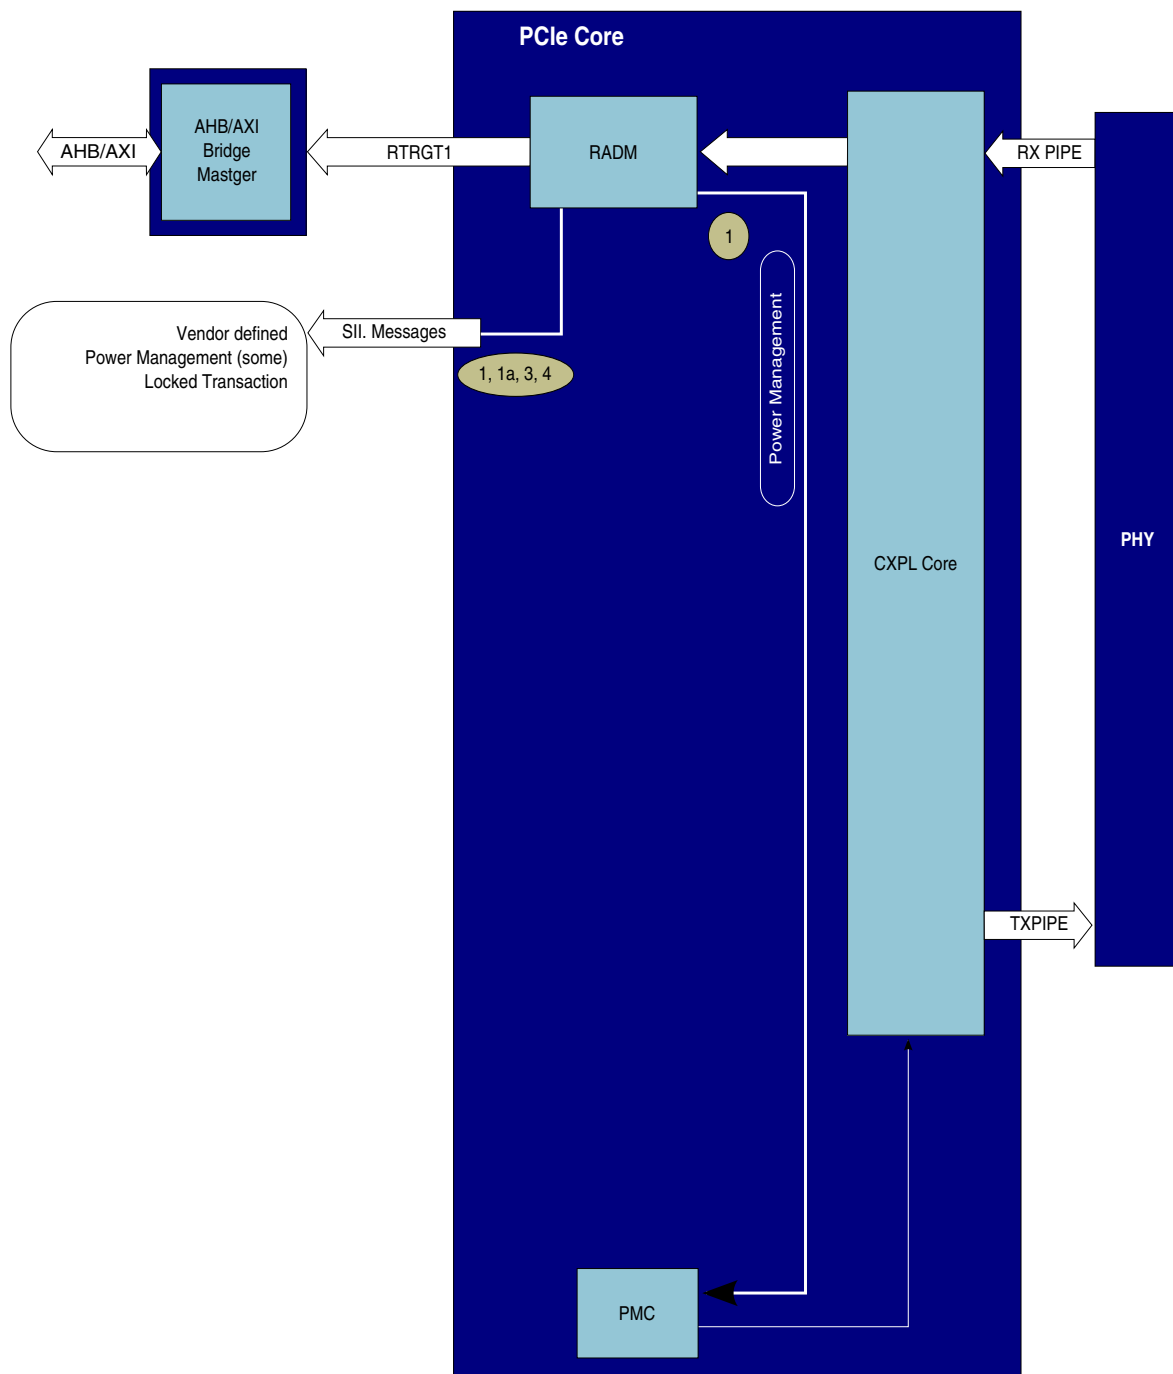 PCIe Core
AHB/AXI
AHB/AXI
Bridge
Mastger
RTRGT1
RADM
RX PIPE
1
Vendor defined
Power Management (some)
Locked Transaction
SII. Messages
1, 1a, 3, 4
Power Management
CXPL Core
PHY
TXPIPE
PMC